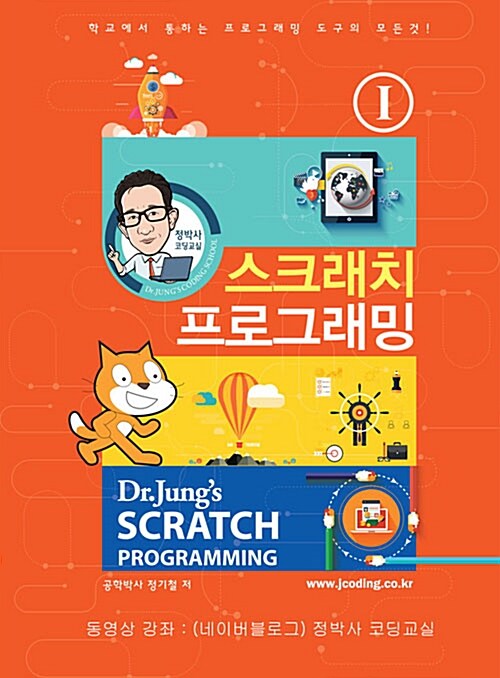 학교에서 통하는 프로그래밍 도구의 모든것!
I
정박사
코딩교실
Dr.JUNG'S CODING SCHOOL
스크래치
프로그래밍
Dr.Jung's
SCRATCH
PROGRAMMING
공학박사 정기철 저
www.jcoding.co.kr
동영상 강좌 : (네이버블로그) 정박사 코딩교실